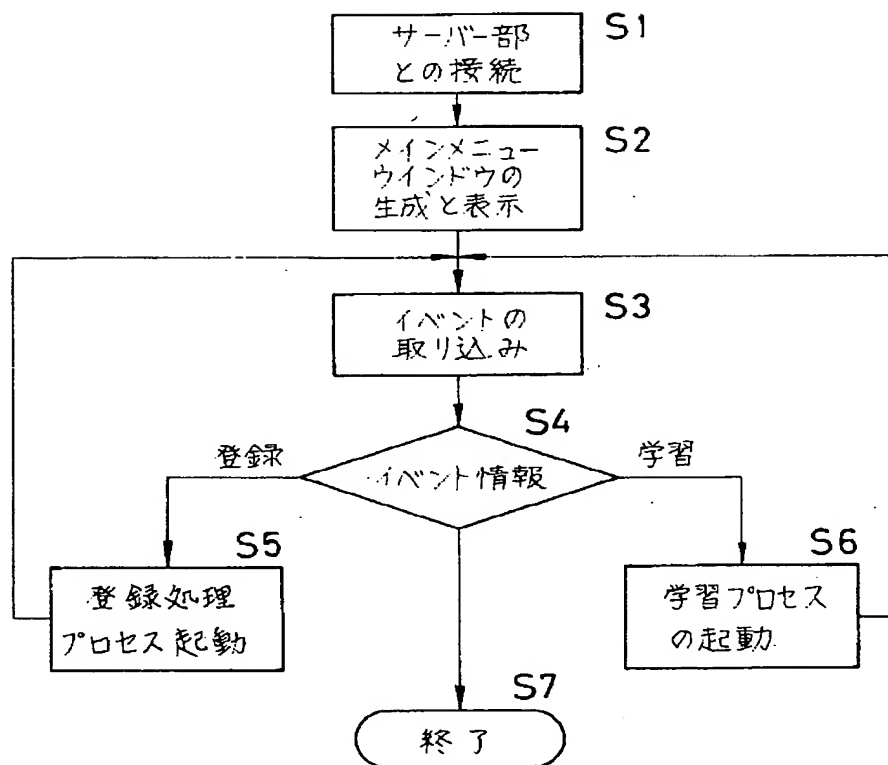 サーバー部
との接続
S1
メインメニュー
ウインドウの
生成と表示
S2
イベントの
取り込み
S3
S4
イベント情報
登録
学習
S5
登録処理
プロセス起動
S6
学習プロセス
の起動
S7
終了